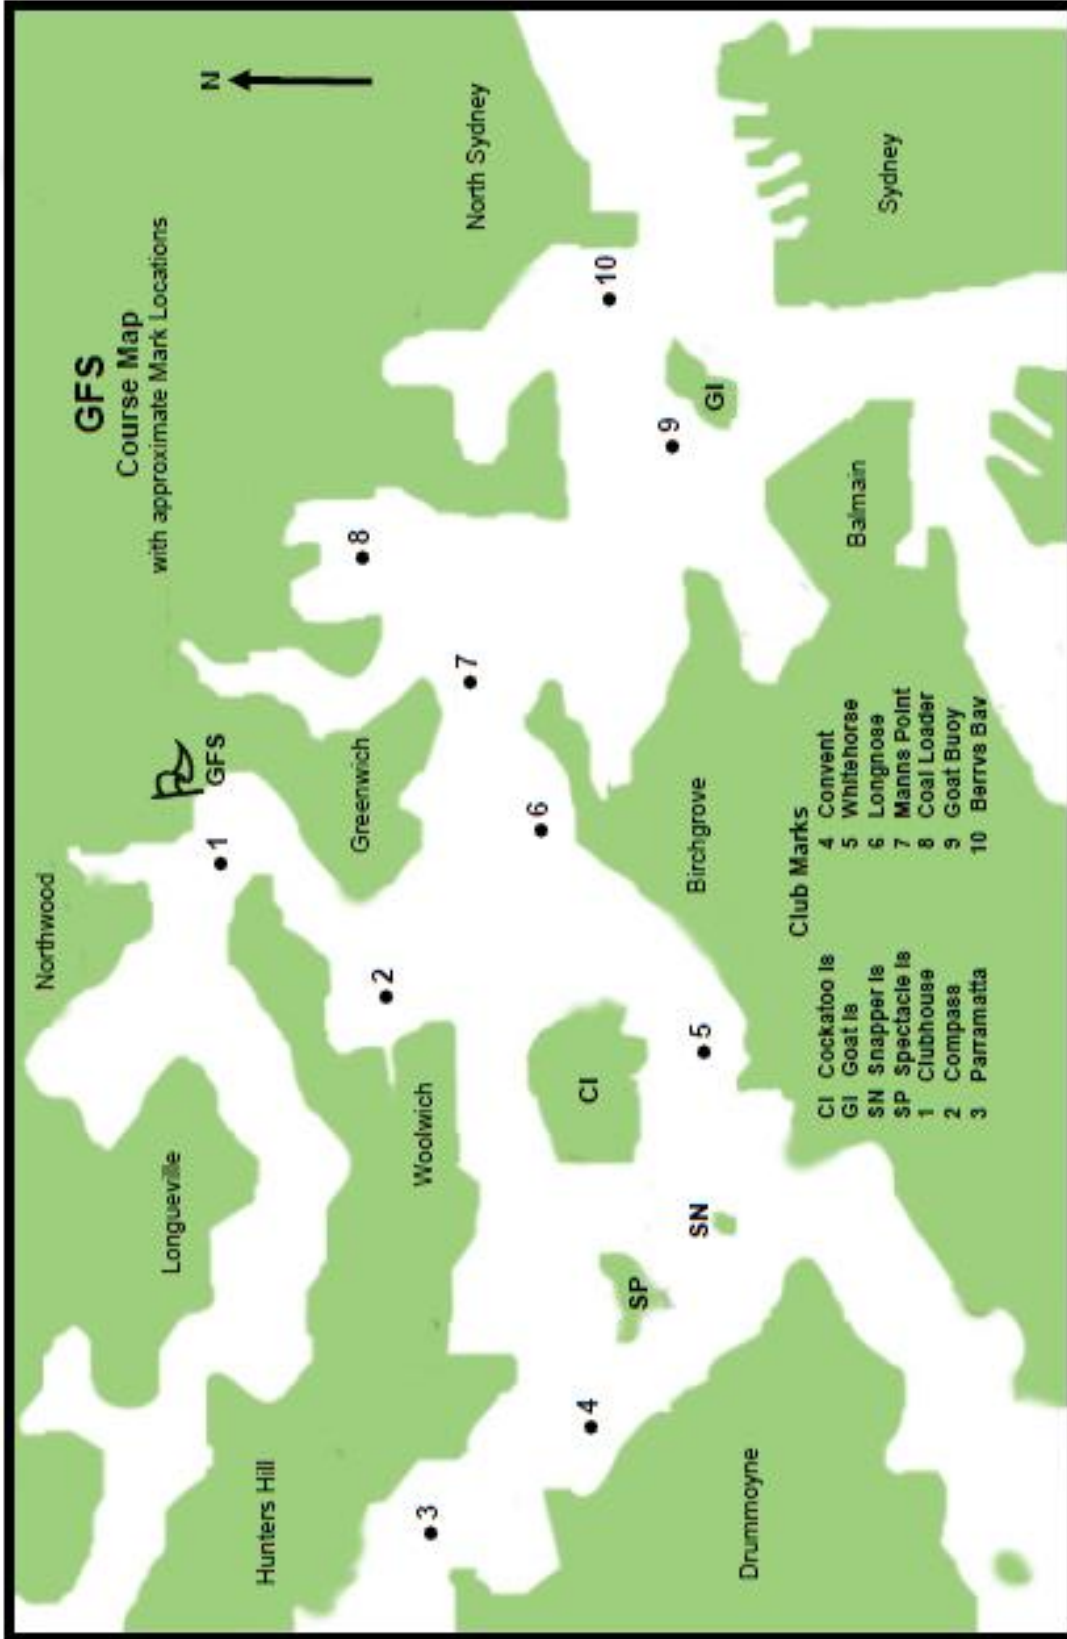 GFS
Course Map
with approximate Mark Locations
N
Northwood
Longueville
Hunters Hill
GFS
1
Greenwich
2
Woolwich
3
8
7
North Sydney
10
6
9
GI
CI
4
SP
SN
5
Birchgrove
Balmain
Sydney
Drummoyne
Club Marks
CI Cockatoo Is
GI Goat Is
SN Snapper Is
SP Spectacle Is
1 Clubhouse
2 Compass
3 Parramatta
4 Convent
5 Whitehorse
6 Longnose
7 Manns Point
8 Coal Loader
9 Goat Buoy
10 Berrys Bay